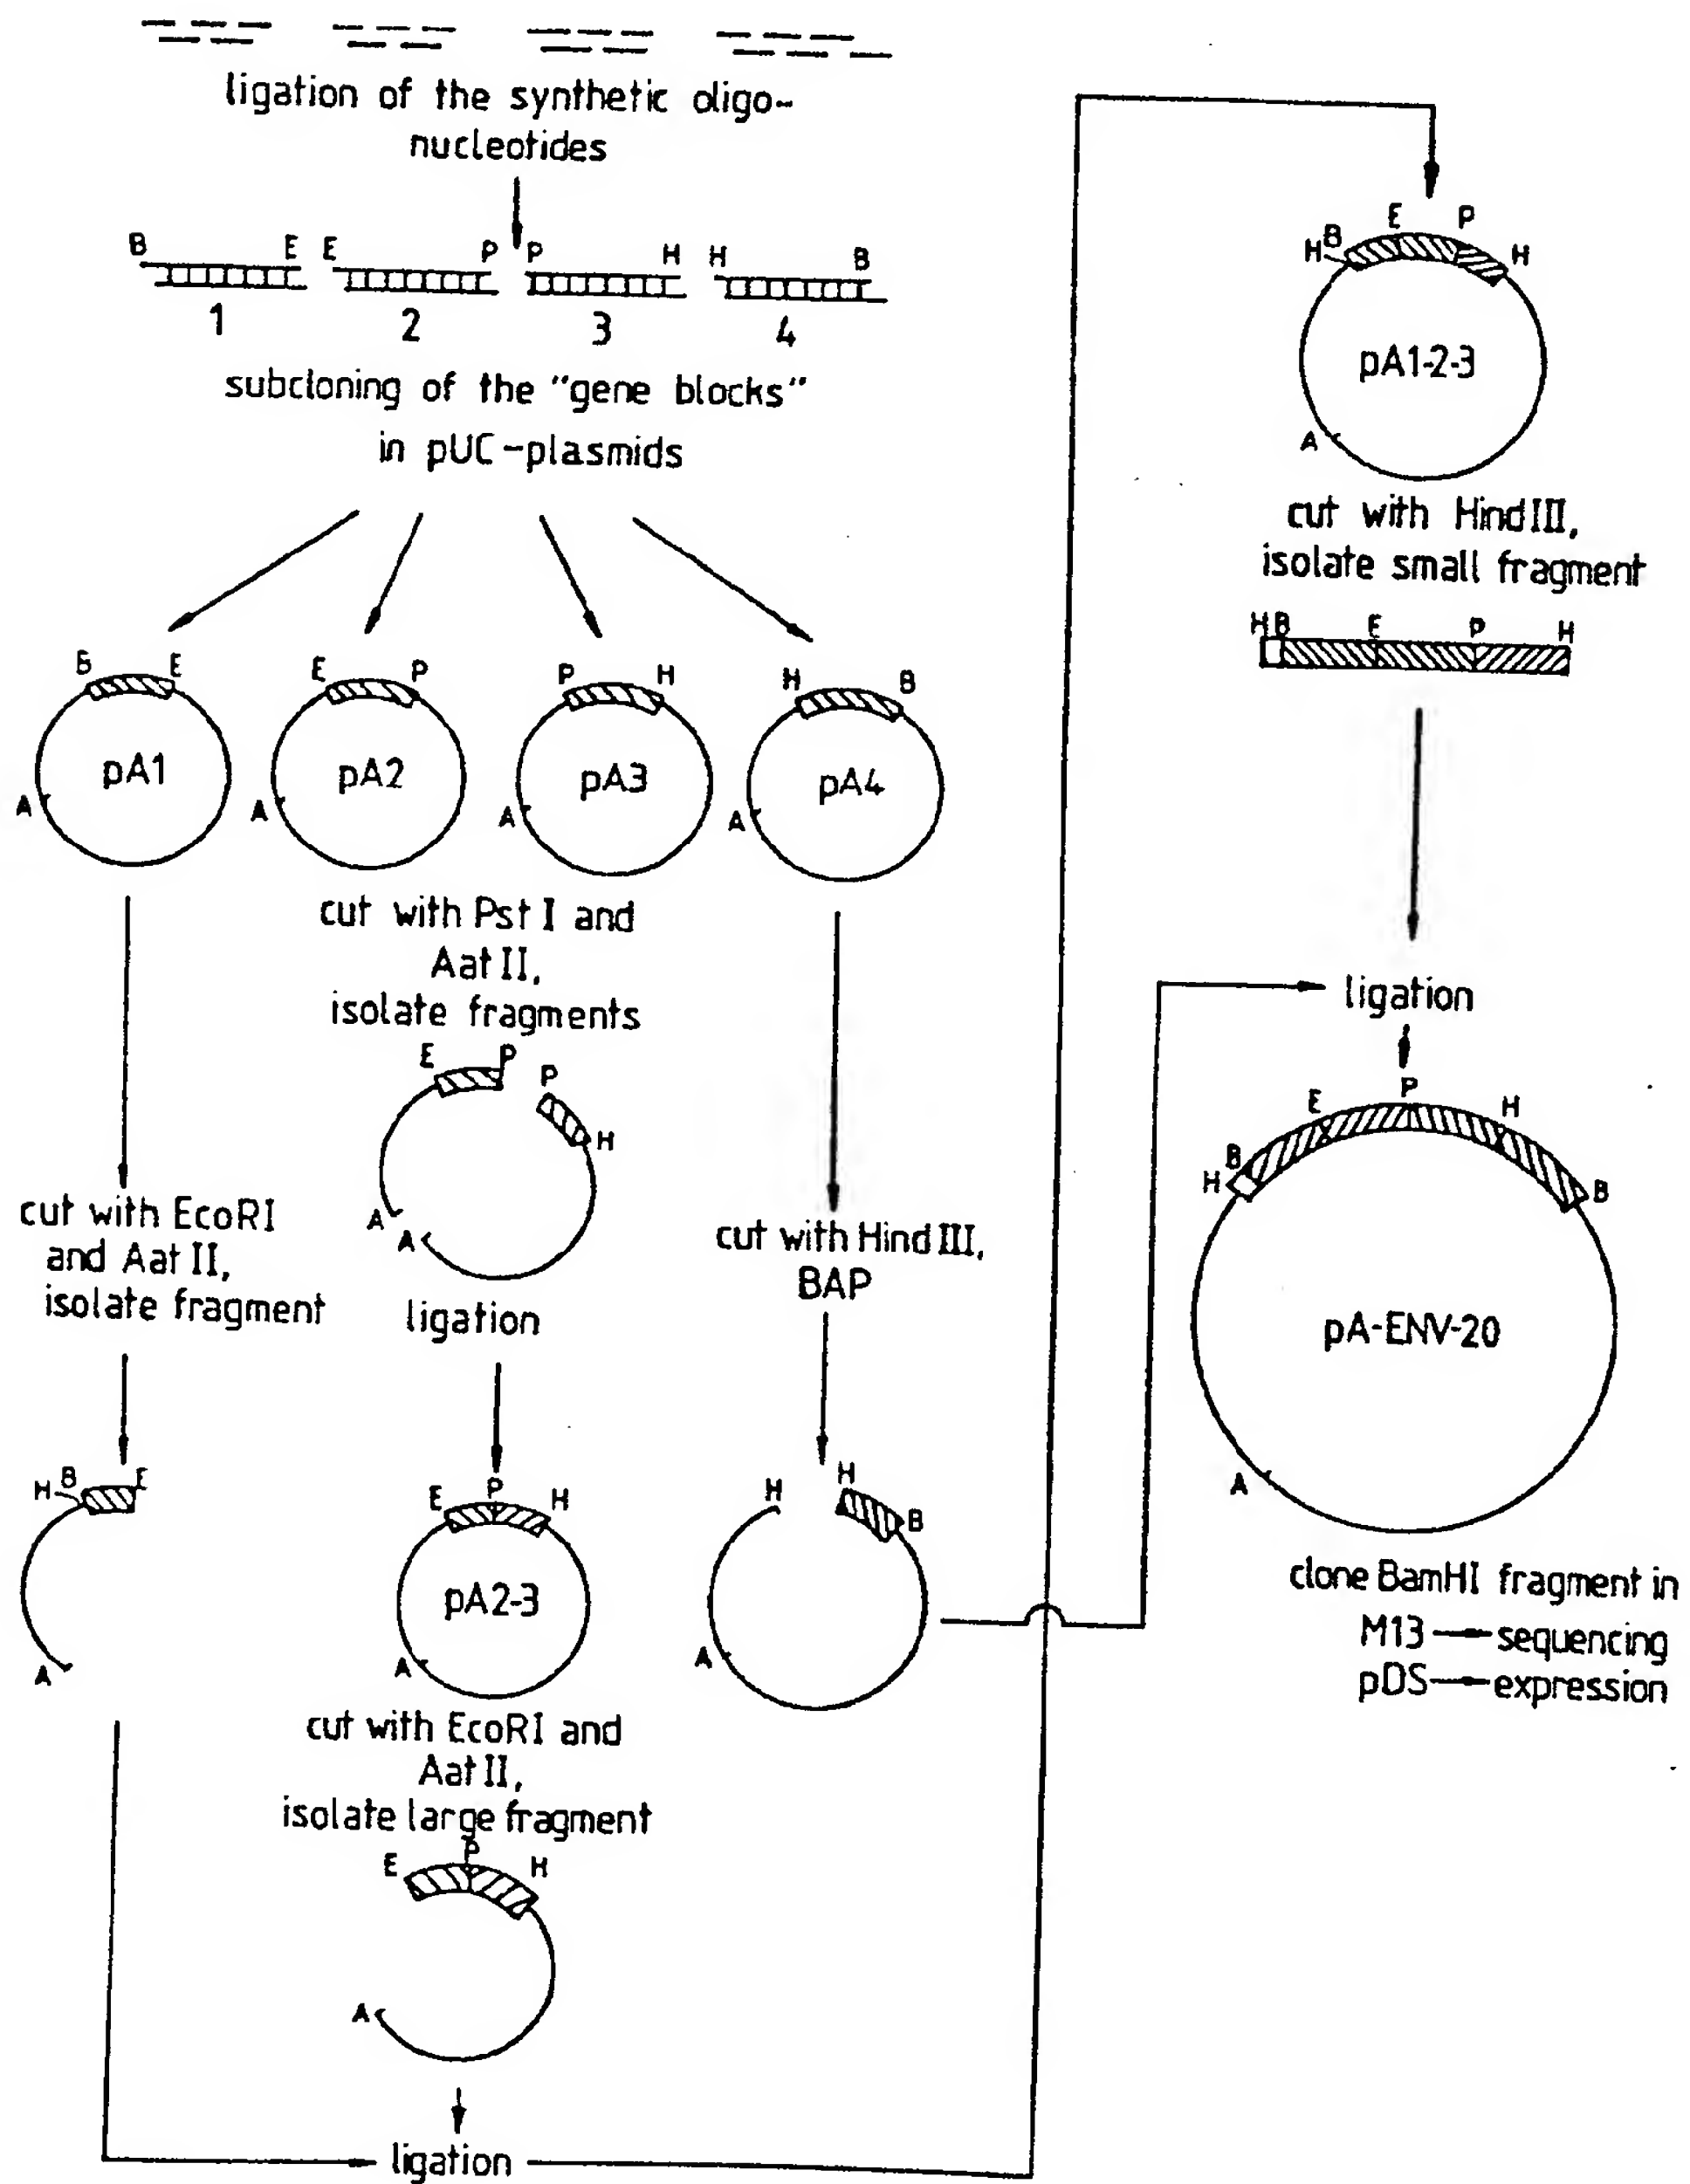 ligation of the synthetic oligo-
nucleotides
B E E P P H H B
1 2 3 4
subcloning of the "gene blocks"
in pUC-plasmids
B E
pA1
A
E P
pA2
A
P H
pA3
A
H B
pA4
A
cut with Pst I and
Aat II,
isolate fragments
E P P H
A A
ligation
cut with EcoRI
and Aat II,
isolate fragment
H B E
A
E P H
pA2-3
A
cut with EcoRI and
Aat II,
isolate large fragment
E P H
A
ligation
cut with Hind III,
BAP
H H B
A
H B E P H
pA1-2-3
A
cut with Hind III,
isolate small fragment
H B E P H
ligation
H B E P H B
pA-ENV-20
A
clone BamHI fragment in
M13 → sequencing
pDS → expression